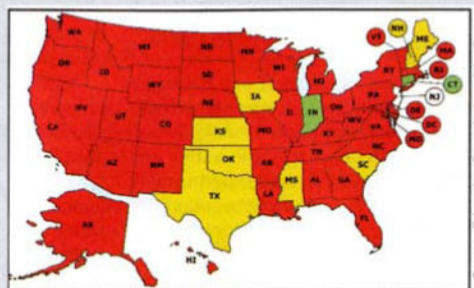 WA
MT
ND
MN
VT
NH
ME
MA
OR
ID
SD
WI
MI
NY
RI
CT
WY
NE
IA
PA
NJ
NV
UT
CO
IL
IN
OH
DE
DC
MD
CA
KS
MO
KY
WV
VA
AZ
NM
OK
AR
TN
NC
TX
LA
MS
AL
GA
SC
FL
AK
HI